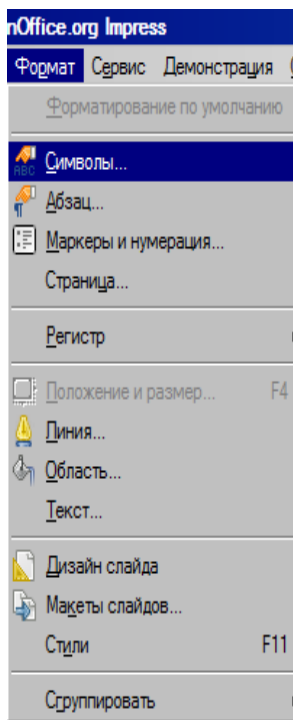 nOffice.org Impress
Формат Сервис Демонстрация
Форматирование по умолчанию
ABC Символы...
Абзац...
Маркеры и нумерация...
Страница...
Регистр
Положение и размер... F4
Линия...
Область...
Текст...
Дизайн слайда
Макеты слайдов...
Стили F11
Сгруппировать